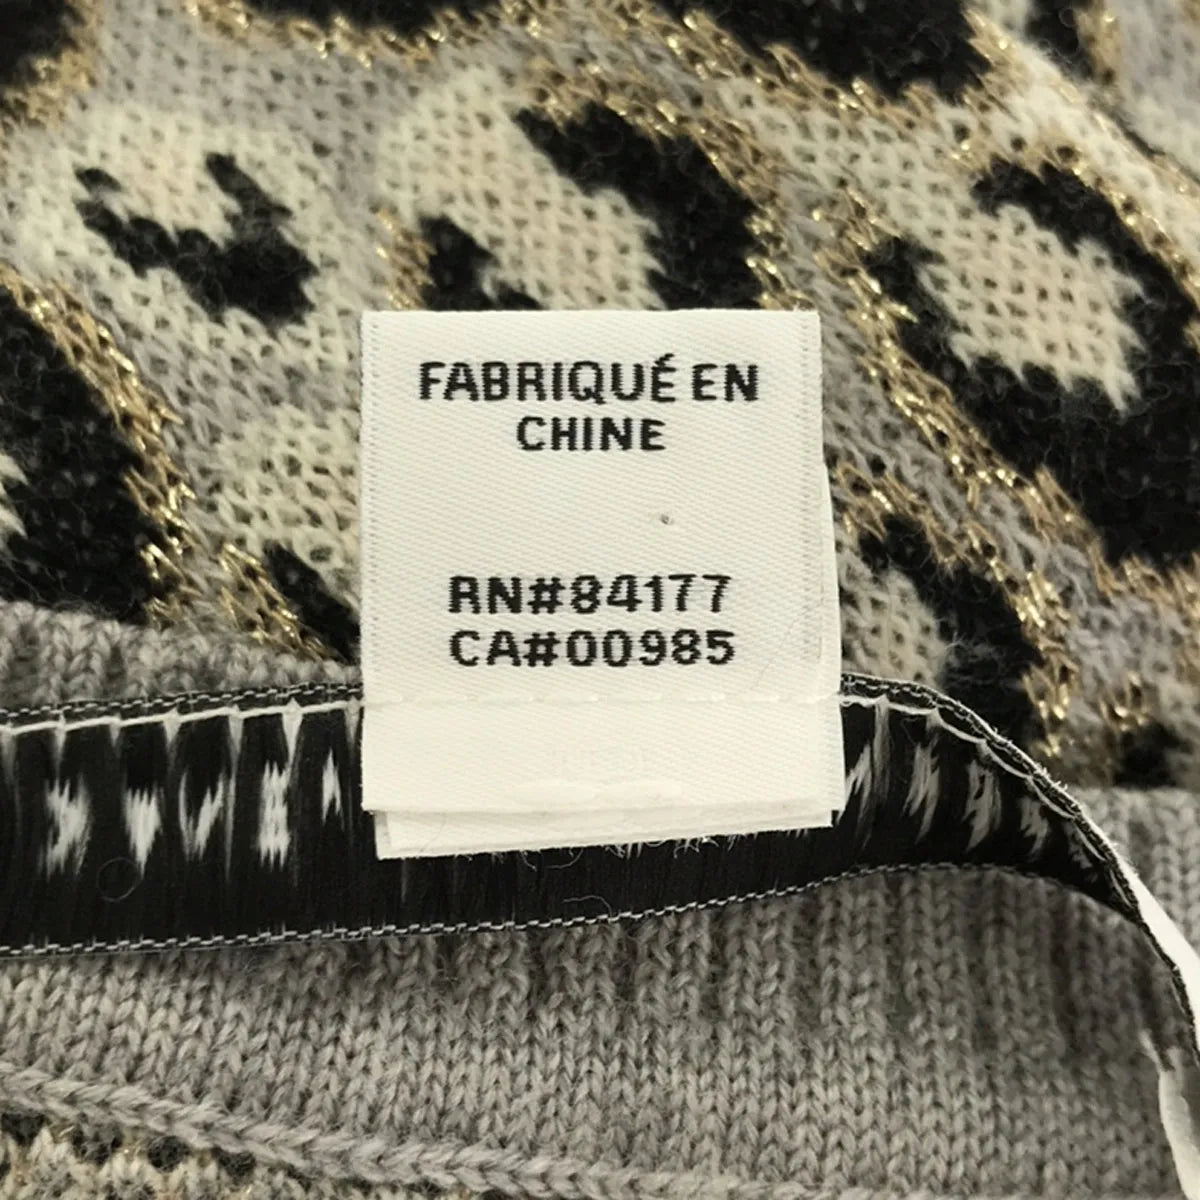 FABRIQUÉ EN
CHINE
RN#84177
CA#00985